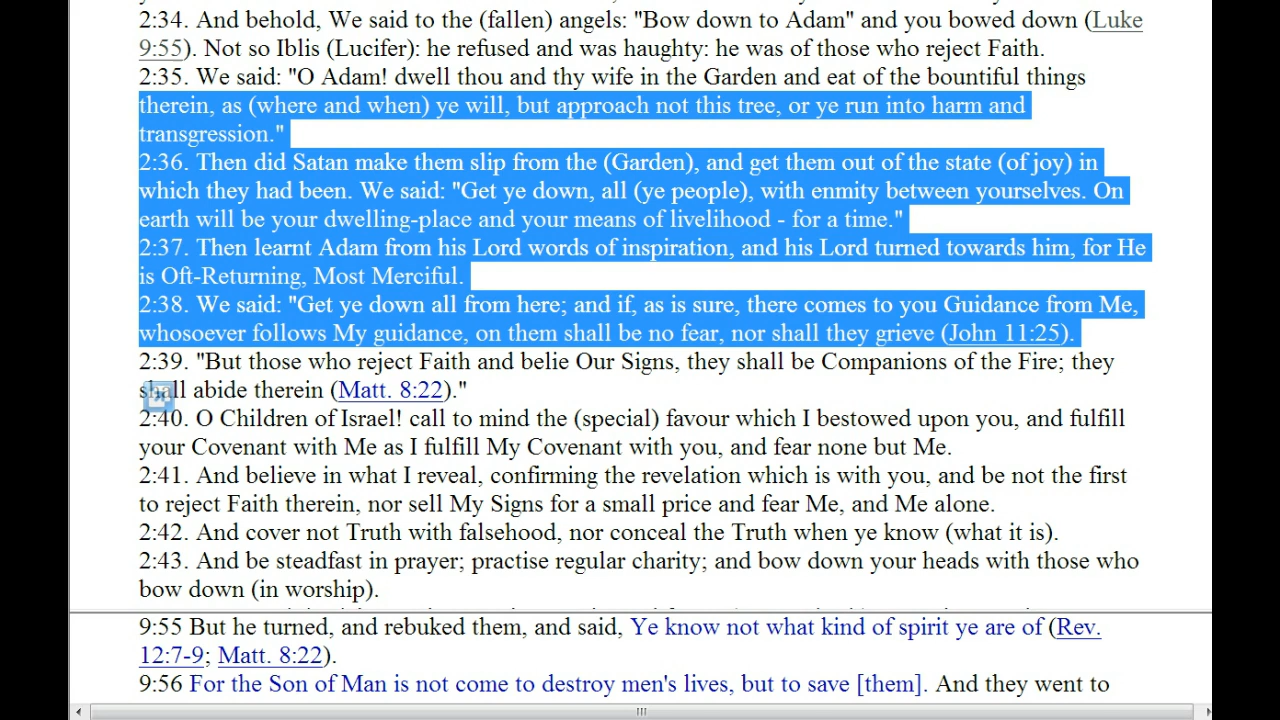 2:34. And behold, We said to the (fallen) angels: "Bow down to Adam" and you bowed down (Luke
9:55). Not so Iblis (Lucifer): he refused and was haughty: he was of those who reject Faith.
2:35. We said: "O Adam! dwell thou and thy wife in the Garden and eat of the bountiful things
therein, as (where and when) ye will, but approach not this tree, or ye run into harm and
transgression."
2:36. Then did Satan make them slip from the (Garden), and get them out of the state (of joy) in
which they had been. We said: "Get ye down, all (ye people), with enmity between yourselves. On
earth will be your dwelling-place and your means of livelihood - for a time."
2:37. Then learnt Adam from his Lord words of inspiration, and his Lord turned towards him, for He
is Oft-Returning, Most Merciful.
2:38. We said: "Get ye down all from here; and if, as is sure, there comes to you Guidance from Me,
whosoever follows My guidance, on them shall be no fear, nor shall they grieve (John 11:25).
2:39. "But those who reject Faith and belie Our Signs, they shall be Companions of the Fire; they
shall abide therein (Matt. 8:22)."
2:40. O Children of Israel! call to mind the (special) favour which I bestowed upon you, and fulfill
your Covenant with Me as I fulfill My Covenant with you, and fear none but Me.
2:41. And believe in what I reveal, confirming the revelation which is with you, and be not the first
to reject Faith therein, nor sell My Signs for a small price and fear Me, and Me alone.
2:42. And cover not Truth with falsehood, nor conceal the Truth when ye know (what it is).
2:43. And be steadfast in prayer; practise regular charity; and bow down your heads with those who
bow down (in worship).
9:55 But he turned, and rebuked them, and said, Ye know not what kind of spirit ye are of (Rev.
12:7-9; Matt. 8:22).
9:56 For the Son of Man is not come to destroy men's lives, but to save [them]. And they went to